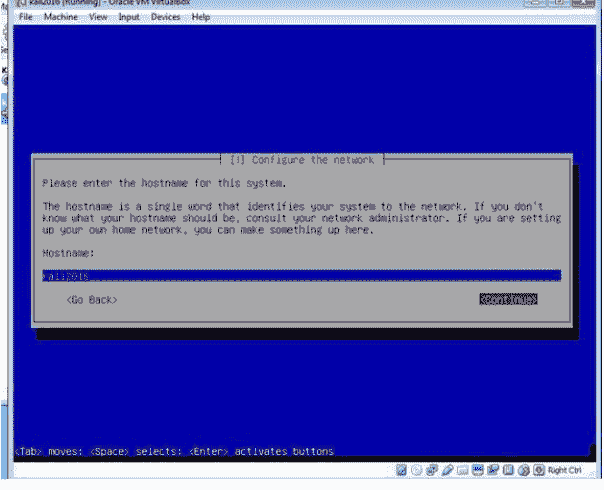 kali2016 [Running] - Oracle VM VirtualBox
File Machine View Input Devices Help
[!] Configure the network
Please enter the hostname for this system.
The hostname is a single word that identifies your system to the network. If you don't
know what your hostname should be, consult your network administrator. If you are setting
up your own home network, you can make something up here.
Hostname:
kali2016
<Go Back>
<Continue>
<Tab> moves; <Space> selects; <Enter> activates buttons
Right Ctrl